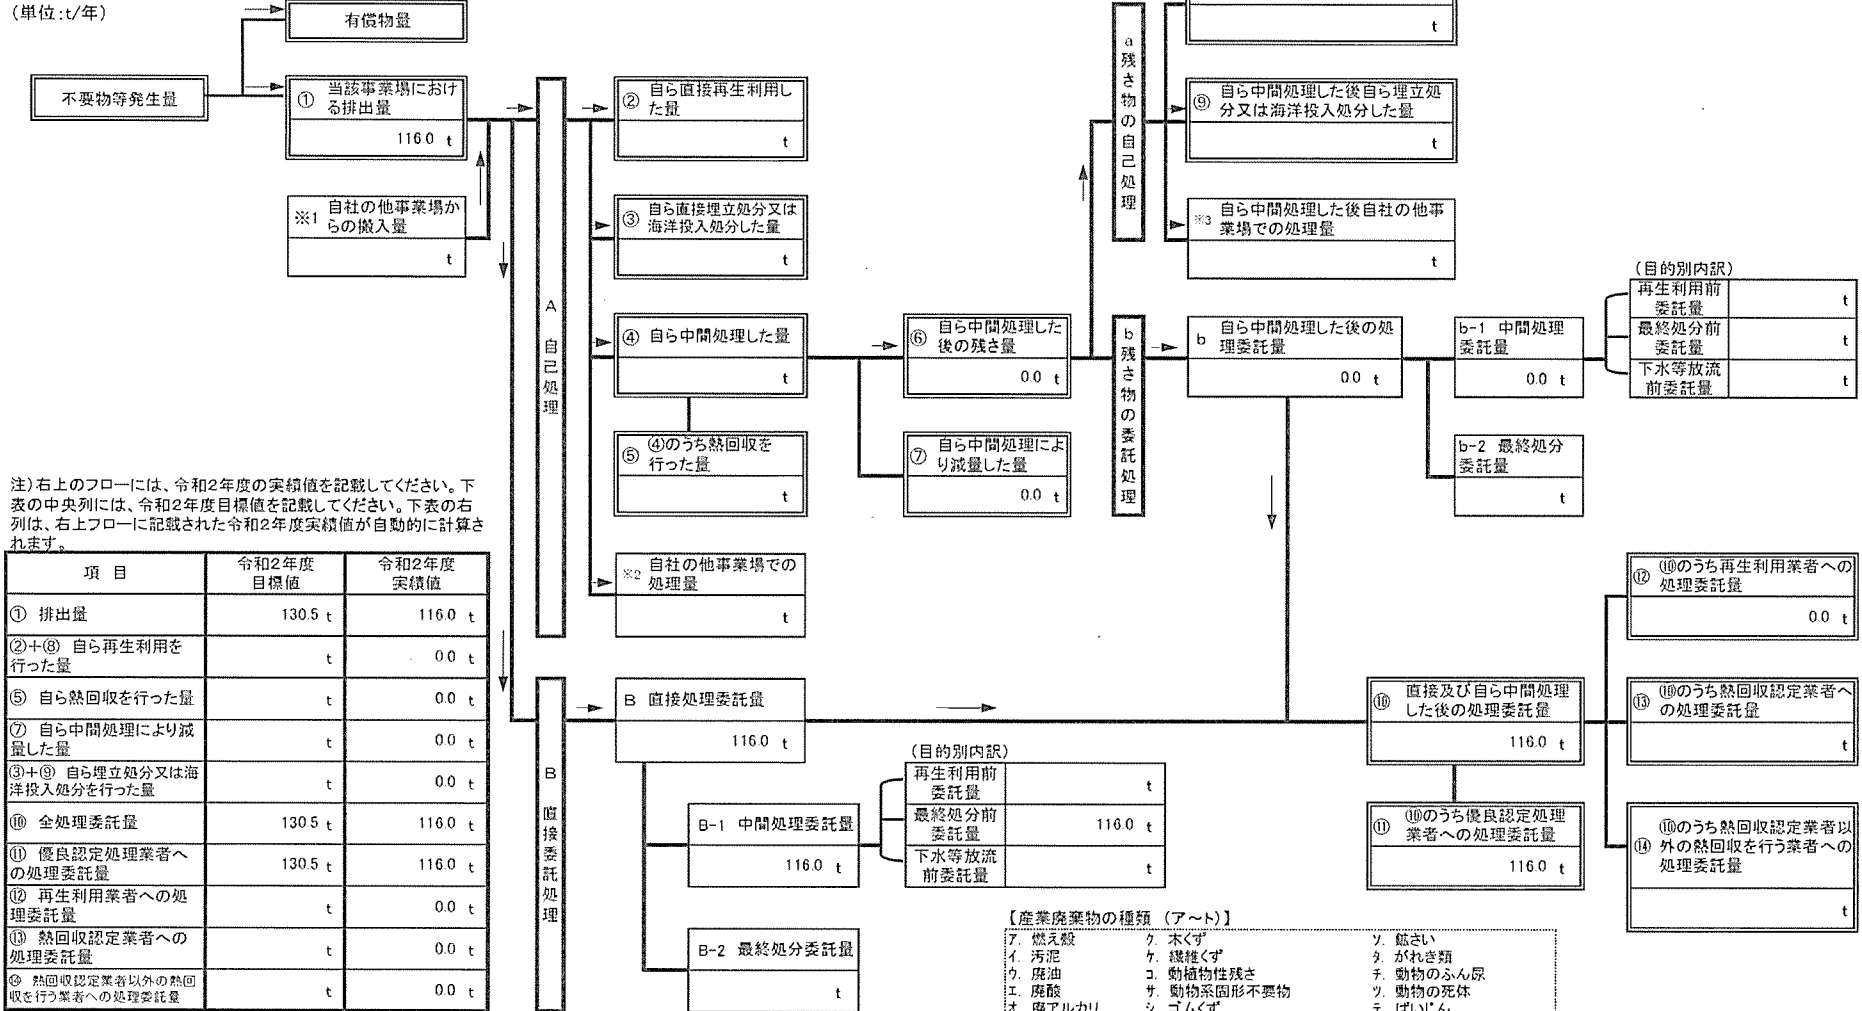 (単位:t/年)
有償物量
不要物等発生量
① 当該事業場におけ
る排出量
116.0 t
※1 自社の他事業場か
らの搬入量
t
A 自己処理
② 自ら直接再生利用し
た量
t
③ 自ら直接埋立処分又は
海洋投入処分した量
t
④ 自ら中間処理した量
t
⑤ ④のうち熱回収を
行った量
t
※2 自社の他事業場での
処理量
t
⑥ 自ら中間処理した
後の残さ量
0.0 t
⑦ 自ら中間処理によ
り減量した量
0.0 t
a 残さ物の自己処理
t
⑨ 自ら中間処理した後自ら埋立処
分又は海洋投入処分した量
t
※3 自ら中間処理した後自社の他事
業場での処理量
t
b 残さ物の委託処理
b 自ら中間処理した後の処
理委託量
0.0 t
b-1 中間処理
委託量
0.0 t
b-2 最終処分
委託量
t
(目的別内訳)
再生利用前
委託量 t
最終処分前
委託量 t
下水等放流
前委託量 t
注)右上のフローには、令和2年度の実績値を記載してください。下
表の中央列には、令和2年度目標値を記載してください。下表の右
列は、右上フローに記載された令和2年度実績値が自動的に計算さ
れます。
項 目 令和2年度 令和2年度
目標値 実績値
① 排出量 130.5 t 116.0 t
②+⑧ 自ら再生利用を
行った量 t 0.0 t
⑤ 自ら熱回収を行った量 t 0.0 t
⑦ 自ら中間処理により減
量した量 t 0.0 t
③+⑨ 自ら埋立処分又は海
洋投入処分を行った量 t 0.0 t
⑩ 全処理委託量 130.5 t 116.0 t
⑪ 優良認定処理業者へ
の処理委託量 130.5 t 116.0 t
⑫ 再生利用業者への処
理委託量 t 0.0 t
⑬ 熱回収認定業者への
処理委託量 t 0.0 t
⑭ 熱回収認定業者以外の熱回
収を行う業者への処理委託量 t 0.0 t
B 直接委託処理
B 直接処理委託量
116.0 t
B-1 中間処理委託量
116.0 t
B-2 最終処分委託量
t
(目的別内訳)
再生利用前
委託量 t
最終処分前
委託量 116.0 t
下水等放流
前委託量 t
⑩ 直接及び自ら中間処理
した後の処理委託量
116.0 t
⑪ ⑩のうち優良認定処理
業者への処理委託量
116.0 t
⑫ ⑩のうち再生利用業者への
処理委託量
0.0 t
⑬ ⑩のうち熱回収認定業者へ
の処理委託量
t
⑭ ⑩のうち熱回収認定業者以
外の熱回収を行う業者への
処理委託量
t
【産業廃棄物の種類 (ア〜ト)】
ア. 燃え殻 ク. 木くず ソ. 鉱さい
イ. 汚泥 ケ. 繊維くず タ. がれき類
ウ. 廃油 コ. 動植物性残さ チ. 動物のふん尿
エ. 廃酸 サ. 動物系固形不要物 ツ. 動物の死体
オ. 廃アルカリ シ. ゴムくず テ. ばいじん